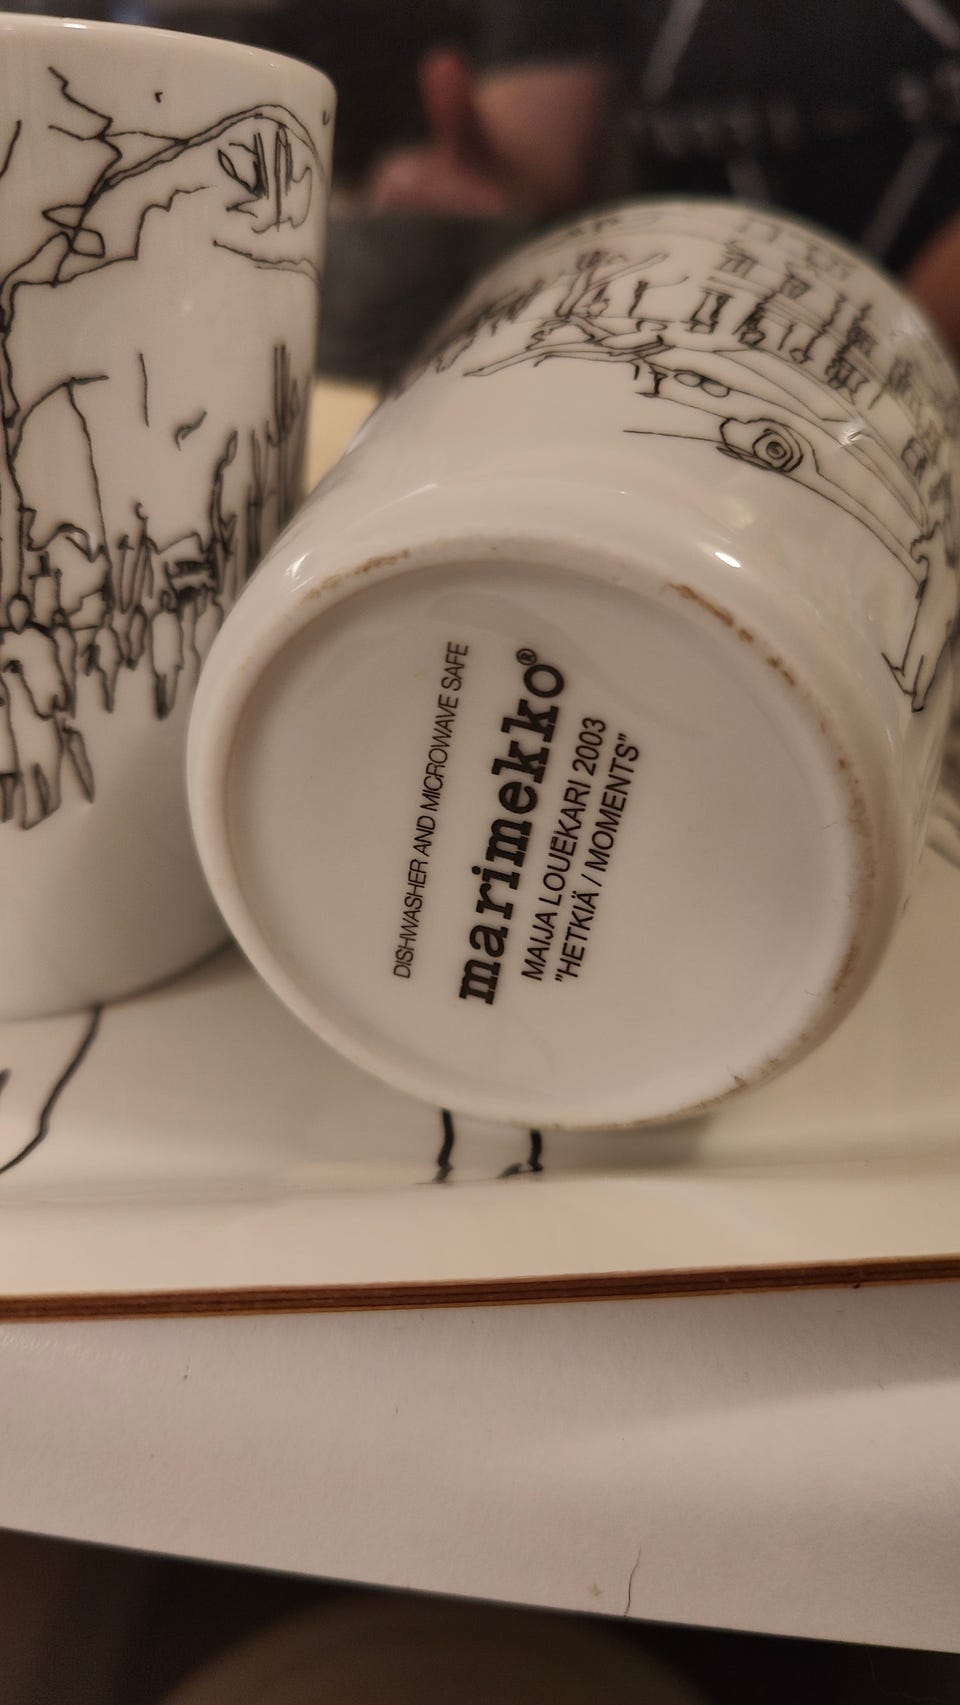 DISHWASHER AND MICROWAVE SAFE
marimekko®
MAIJA LOUEKARI 2003
"HETKIÄ / MOMENTS"